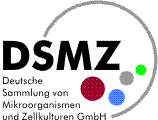 DSMZ
Deutsche
Sammlung von
Mikroorganismen
und Zellkulturen GmbH